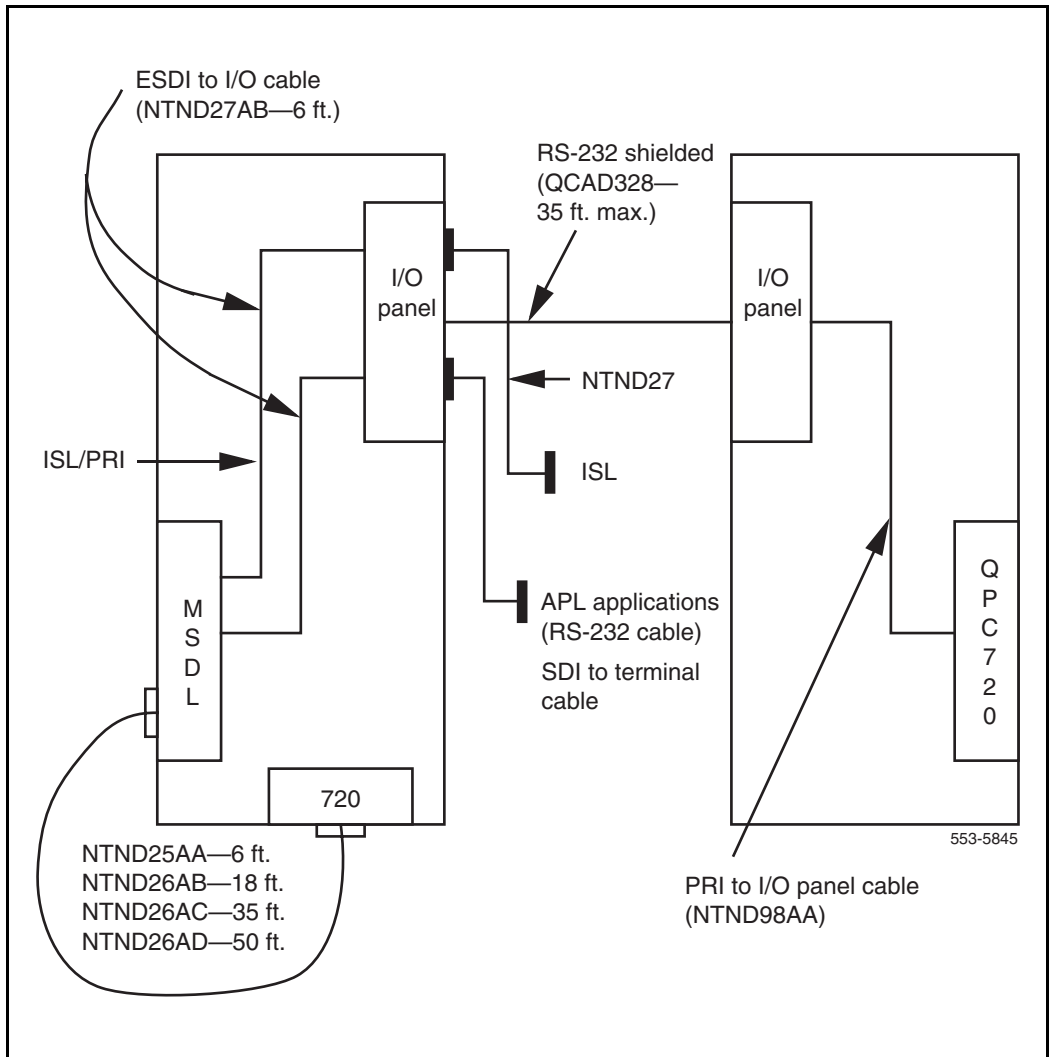 ESDI to I/O cable
(NTND27AB—6 ft.)
RS-232 shielded
(QCAD328—
35 ft. max.)
I/O
panel
I/O
panel
NTND27
ISL/PRI
ISL
M
S
D
L
APL applications
(RS-232 cable)
SDI to terminal
cable
Q
P
C
7
2
0
720
553-5845
NTND25AA—6 ft.
NTND26AB—18 ft.
NTND26AC—35 ft.
NTND26AD—50 ft.
PRI to I/O panel cable
(NTND98AA)